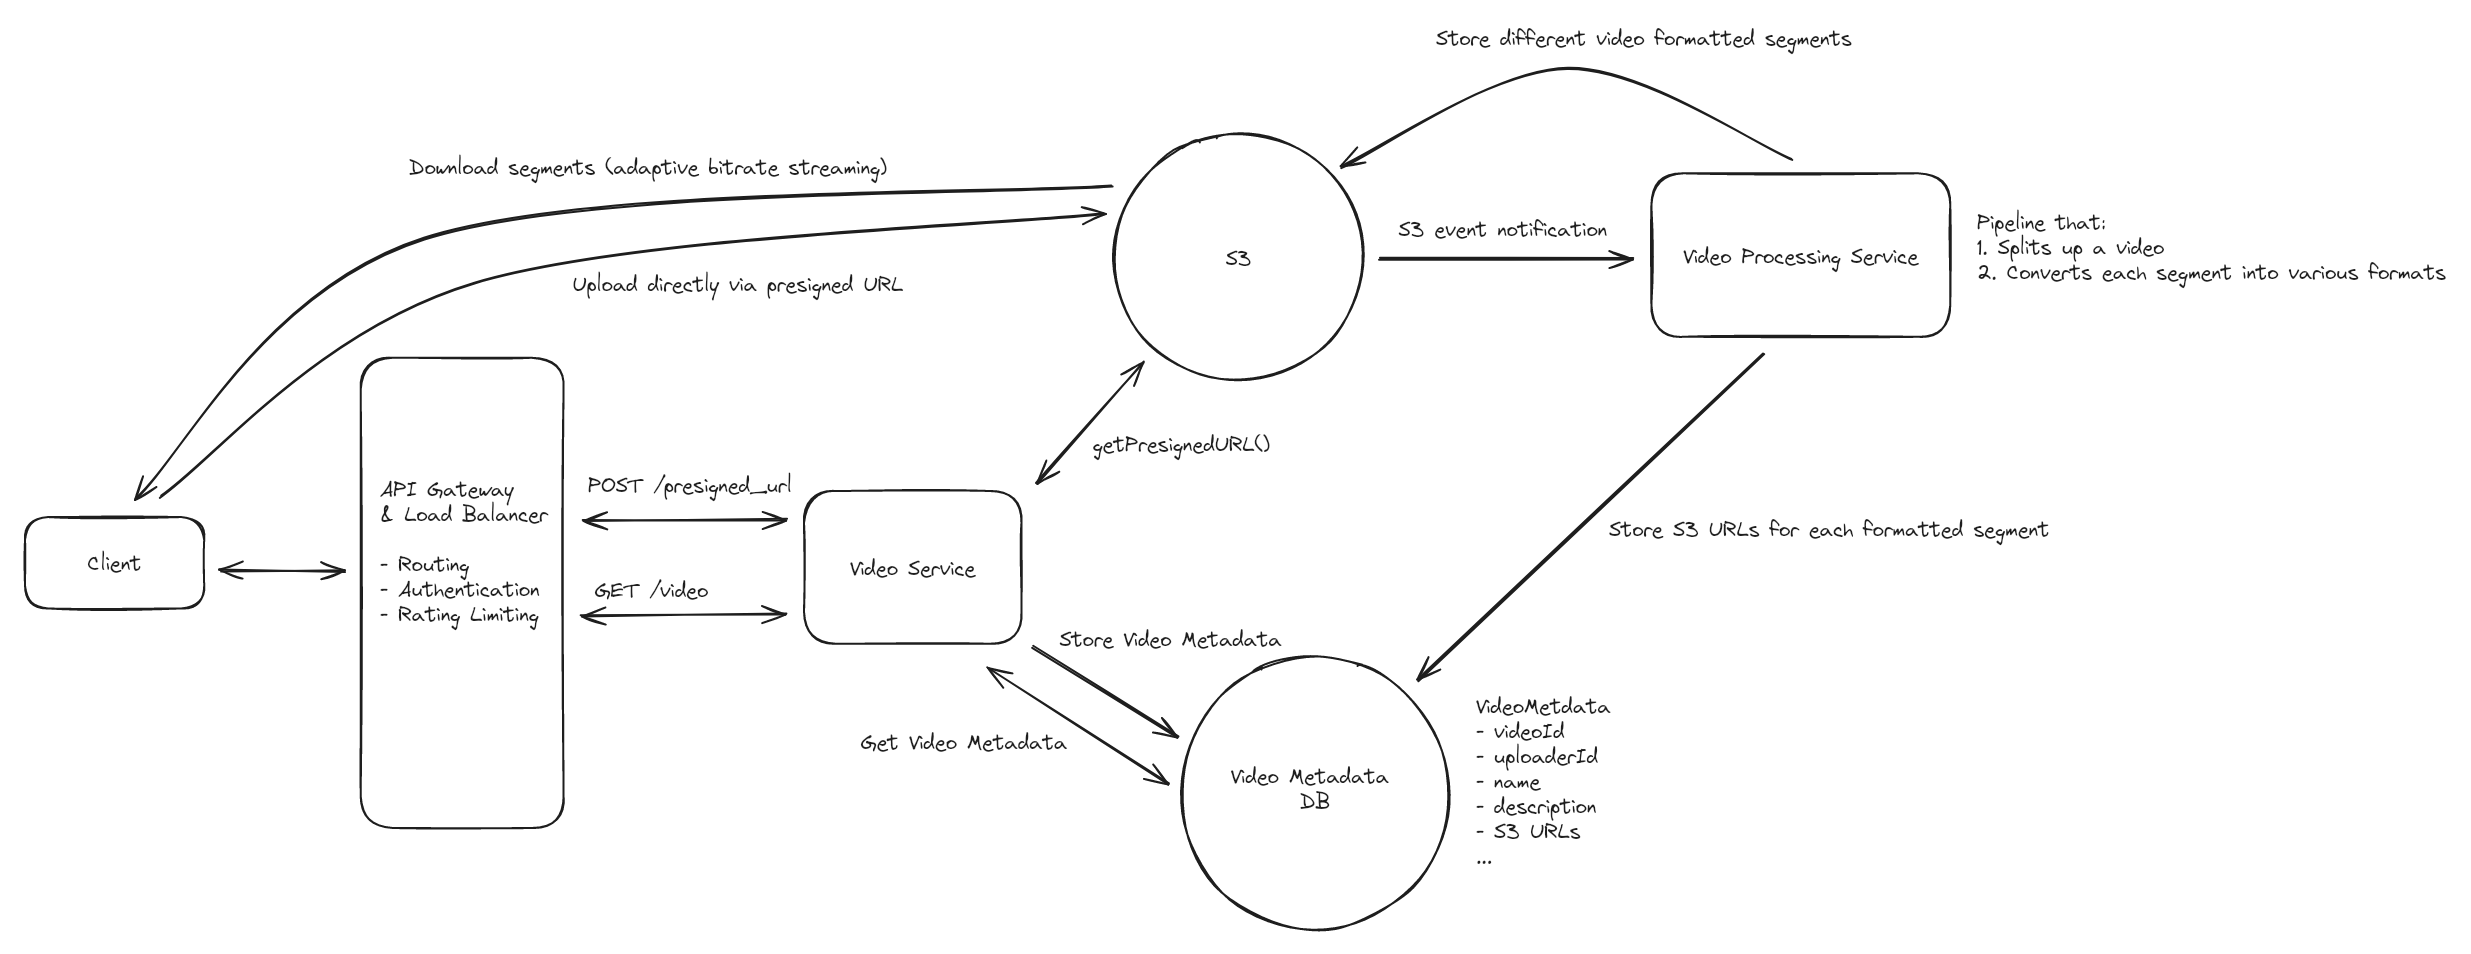 Store different video formatted segments
Download segments (adaptive bitrate streaming)
Upload directly via presigned URL
S3
S3 event notification
Video Processing Service
Pipeline that:
1. Splits up a video
2. Converts each segment into various formats
getPresignedURL()
Client
API Gateway
& Load Balancer
- Routing
- Authentication
- Rating Limiting
POST /presigned_url
GET /video
Video Service
Store S3 URLs for each formatted segment
Store Video Metadata
Get Video Metadata
Video Metadata
DB
VideoMetdata
- videoId
- uploaderId
- name
- description
- S3 URLs
...